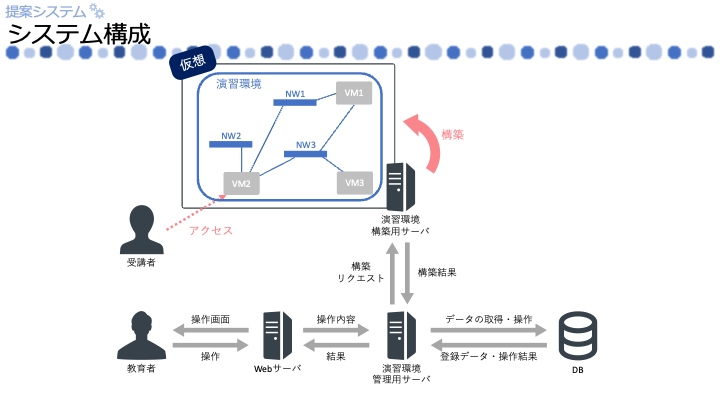 提案システム
システム構成
仮想
演習環境
NW1
VM1
NW2
NW3
VM2
VM3
構築
アクセス
演習環境
構築用サーバ
受講者
構築
リクエスト
構築結果
操作画面
操作内容
データの取得・操作
操作
結果
登録データ・操作結果
教育者
Webサーバ
演習環境
管理用サーバ
DB